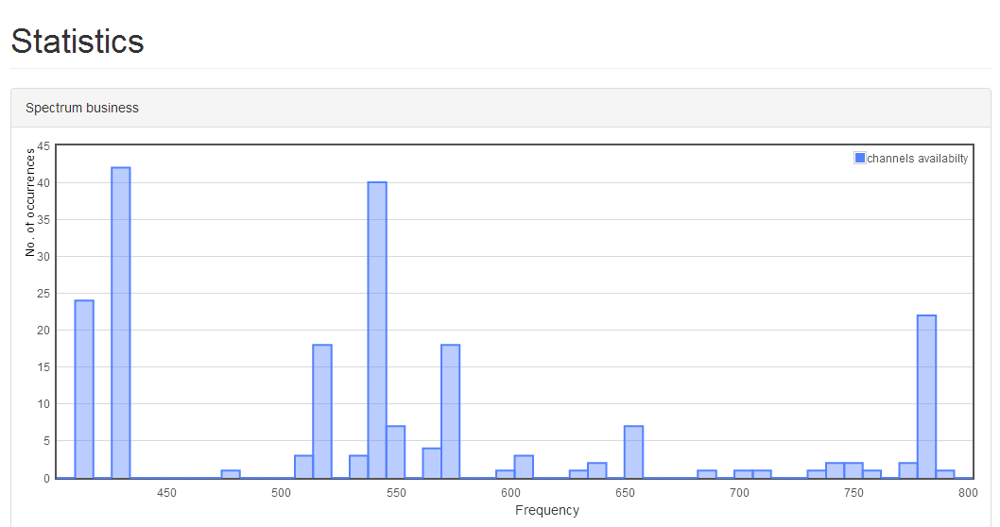 Statistics
Spectrum business
No. of occurrences
channels availabilty
45
40
35
30
25
20
15
10
5
0
450 500 550 600 650 700 750 800
Frequency